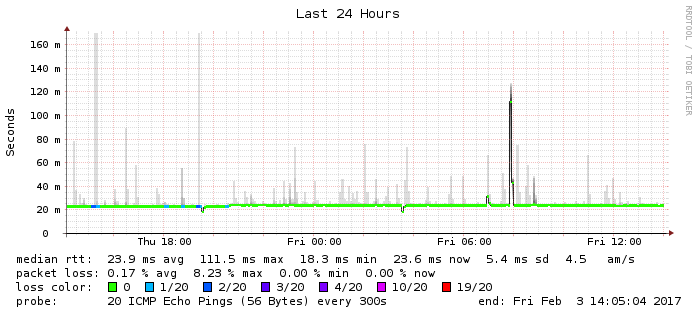 Last 24 Hours
RRDTOOL / TOBI OETIKER
Seconds
160 m
140 m
120 m
100 m
80 m
60 m
40 m
20 m
0
Thu 18:00 Fri 00:00 Fri 06:00 Fri 12:00
median rtt: 23.9 ms avg 111.5 ms max 18.3 ms min 23.6 ms now 5.4 ms sd 4.5 am/s
packet loss: 0.17 % avg 8.23 % max 0.00 % min 0.00 % now
loss color: 0 1/20 2/20 3/20 4/20 10/20 19/20
probe: 20 ICMP Echo Pings (56 Bytes) every 300s end: Fri Feb 3 14:05:04 2017